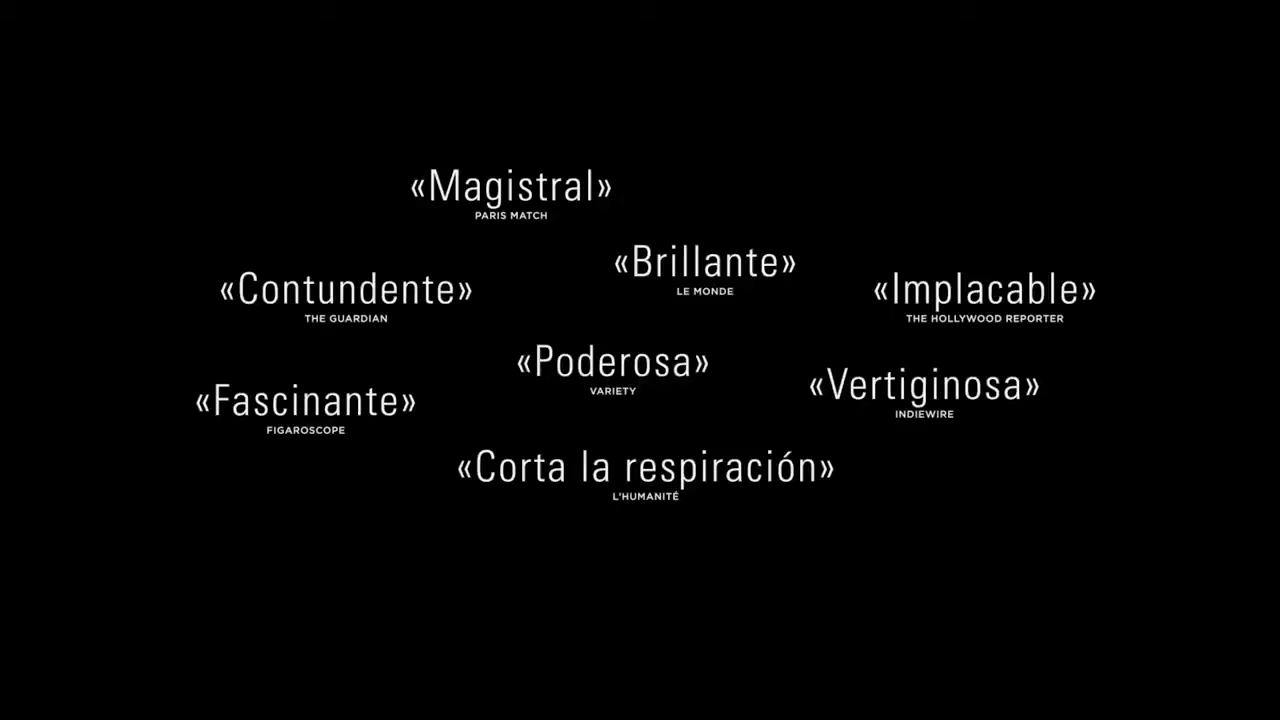 «Magistral»
PARIS MATCH
«Brillante»
LE MONDE
«Contundente»
THE GUARDIAN
«Implacable»
THE HOLLYWOOD REPORTER
«Poderosa»
VARIETY
«Vertiginosa»
INDIEWIRE
«Fascinante»
FIGAROSCOPE
«Corta la respiración»
L'HUMANITÉ